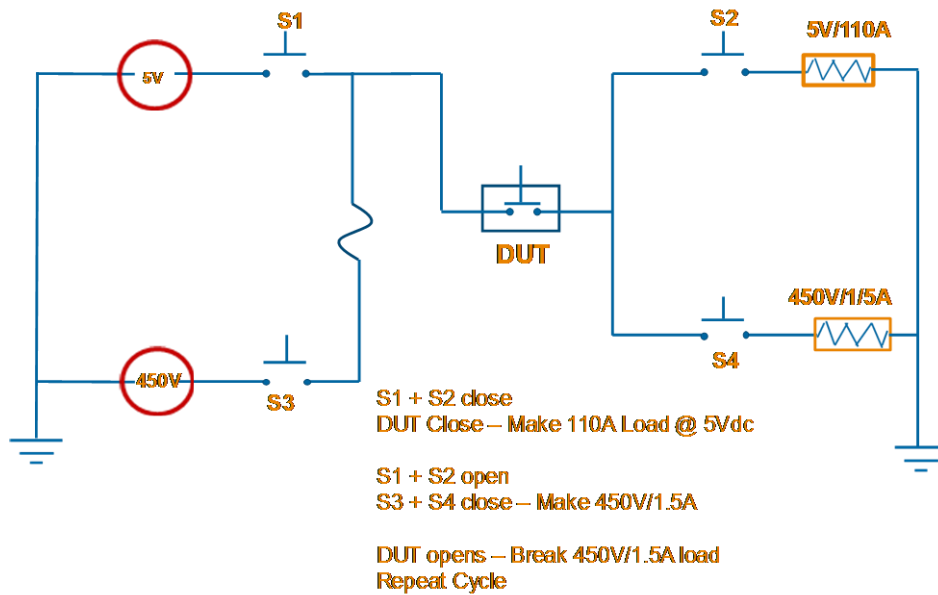 S1
S2
5V/110A
5V
DUT
450V/1/5A
450V
S3
S4
S1 + S2 close
DUT Close – Make 110A Load @ 5Vdc
S1 + S2 open
S3 + S4 close – Make 450V/1.5A
DUT opens – Break 450V/1.5A load
Repeat Cycle